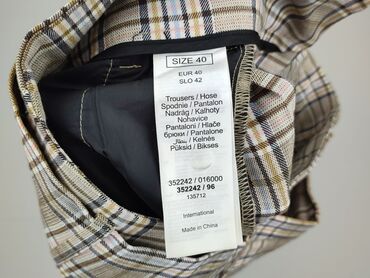 SIZE 40
EUR 40
SLO 42
Trousers / Hose
Spodnie / Pantalon
Nadrág / Kalhoty
Nohavice
Pantaloni / Hlače
брюки / Pantalone
/ Kelnės
Püksid / Bikses
352242 / 016000
352242 / 96
135712
International
Made in China